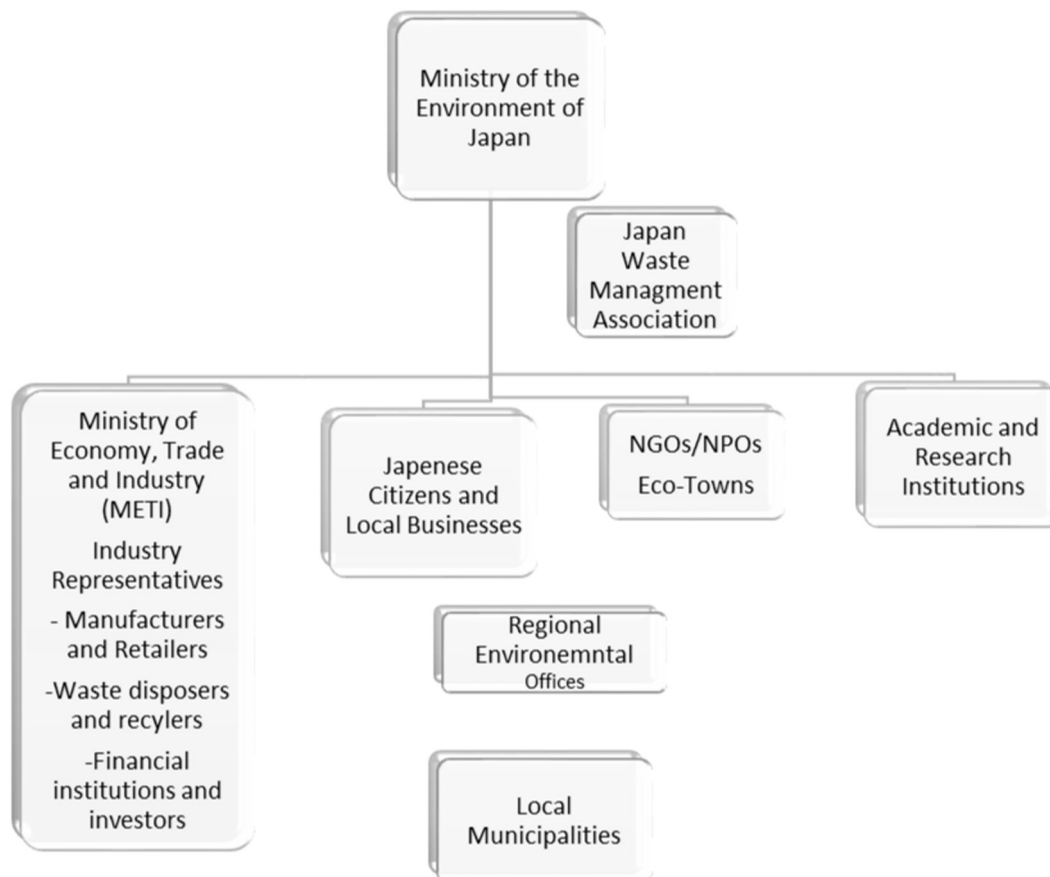 Ministry of the
Environment of
Japan
Japan
Waste
Managment
Association
Ministry of
Economy, Trade
and Industry
(METI)
Industry
Representatives
- Manufacturers
and Retailers
-Waste disposers
and recylers
-Financial
institutions and
investors
Japenese
Citizens and
Local Businesses
NGOs/NPOs
Eco-Towns
Academic and
Research
Institutions
Regional
Environemntal
Offices
Local
Municipalities